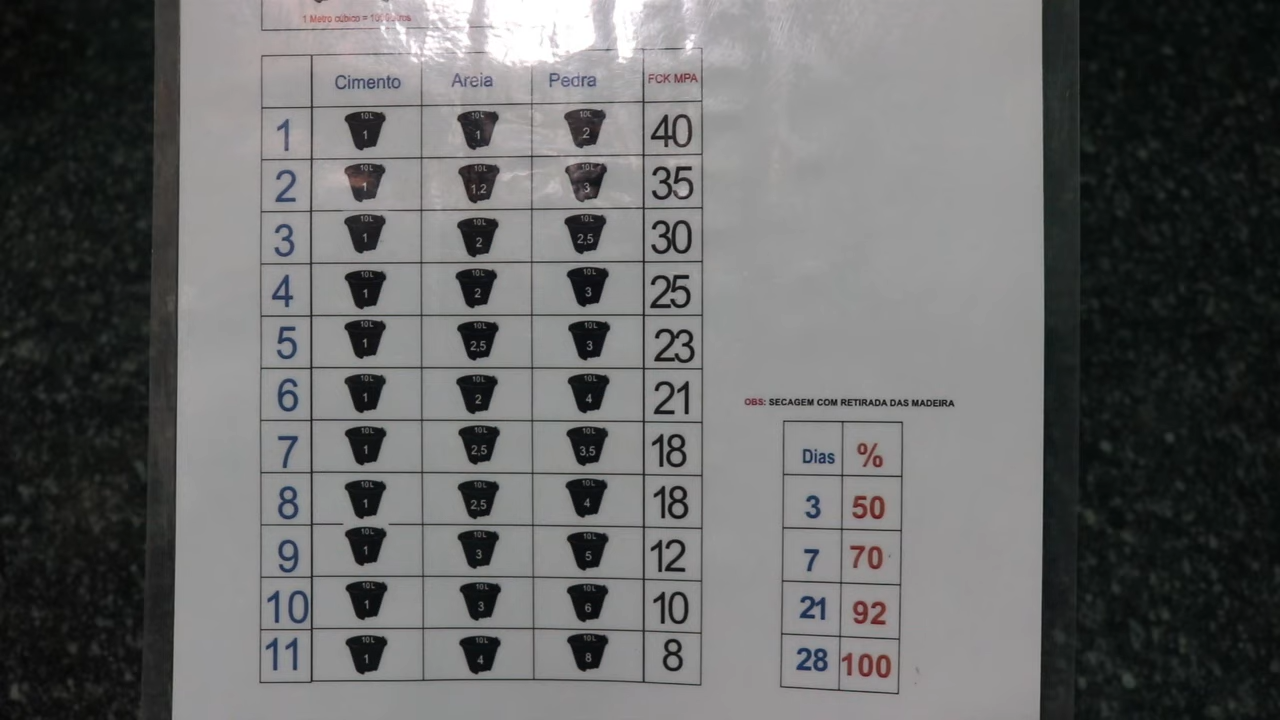 1 Metro cúbico =
Cimento Areia Pedra FCK MPA
1 10L 1 10L 1 10L 2 40
2 10L 1 10L 1,2 10L 3 35
3 10L 1 10L 2 10L 2,5 30
4 10L 1 10L 2 10L 3 25
5 10L 1 10L 2,5 10L 3 23
6 10L 1 10L 2 10L 4 21
7 10L 1 10L 2,5 10L 3,5 18
8 10L 1 10L 2,5 10L 4 18
9 10L 1 10L 3 10L 5 12
10 10L 1 10L 3 10L 6 10
11 10L 1 10L 4 10L 8 8
OBS: SECAGEM COM RETIRADA DAS MADEIRA
Dias %
3 50
7 70
21 92
28 100